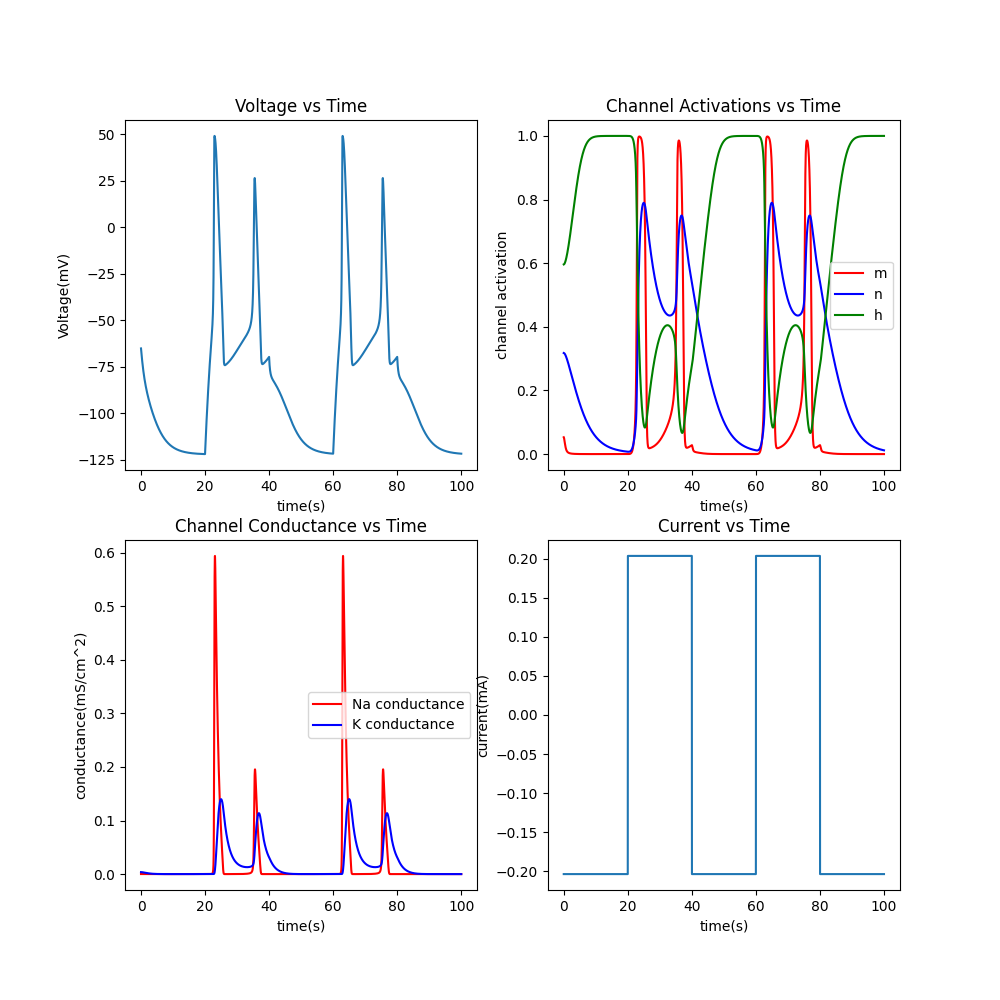 Voltage vs Time
50
25
0
−25
−50
−75
−100
−125
Voltage(mV)
0 20 40 60 80 100
time(s)
Channel Activations vs Time
1.0
0.8
0.6
0.4
0.2
0.0
channel activation
m
n
h
0 20 40 60 80 100
time(s)
Channel Conductance vs Time
0.6
0.5
0.4
0.3
0.2
0.1
0.0
conductance(mS/cm^2)
Na conductance
K conductance
0 20 40 60 80 100
time(s)
Current vs Time
0.20
0.15
0.10
0.05
0.00
−0.05
−0.10
−0.15
−0.20
current(mA)
0 20 40 60 80 100
time(s)